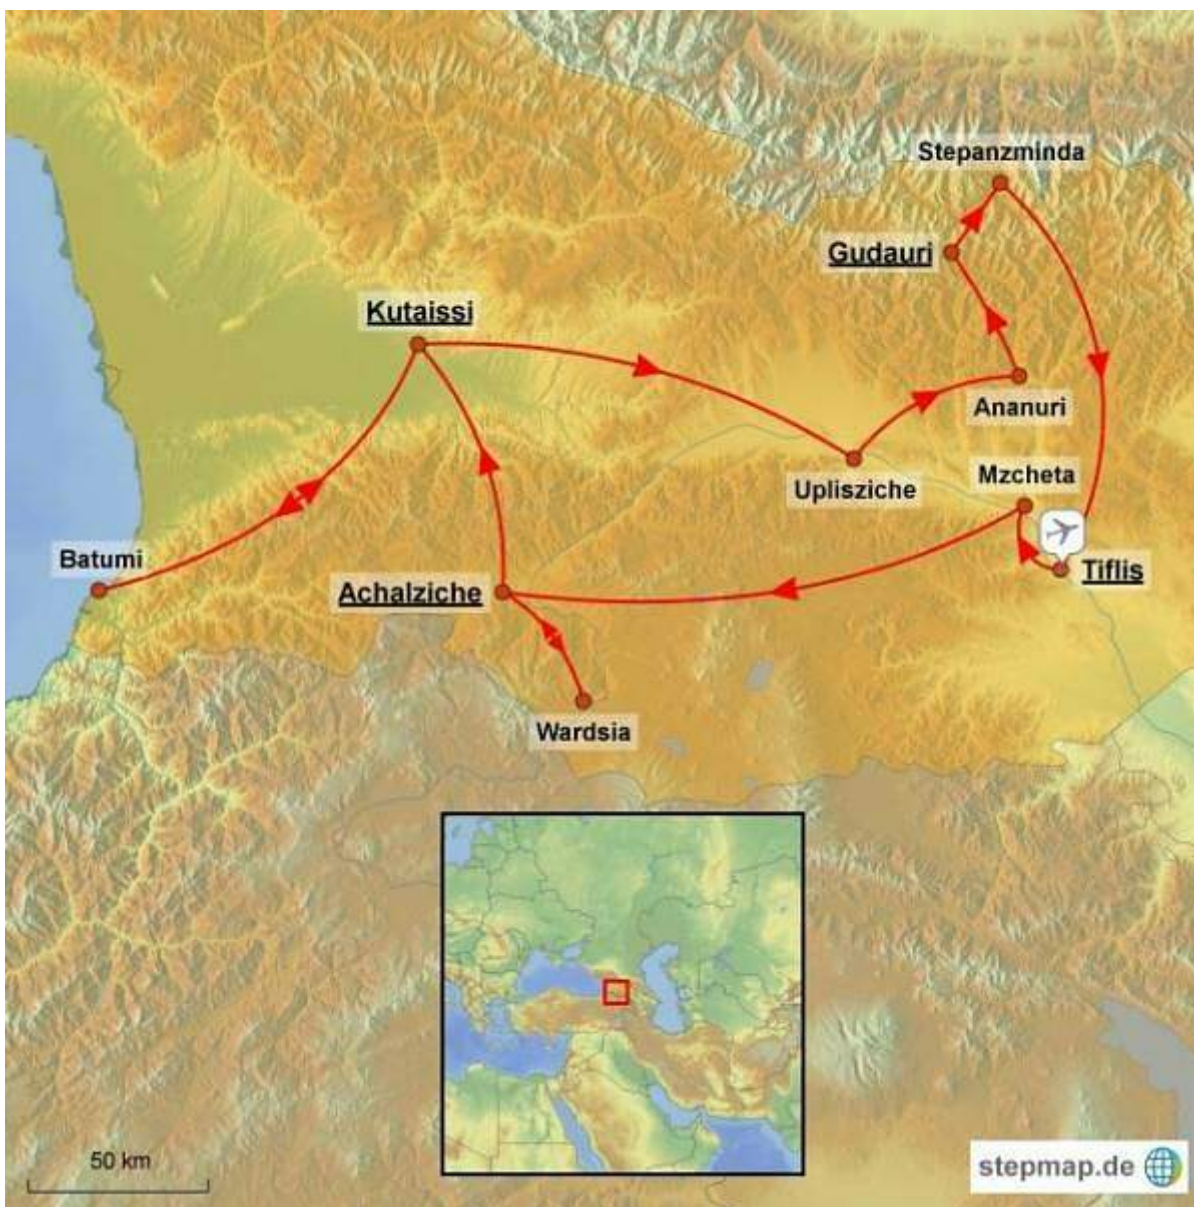 Stepanzminda
Gudauri
Kutaissi
Ananuri
Mzcheta
Uplisziche
Batumi
Tiflis
Achalziche
Wardsia
50 km
stepmap.de